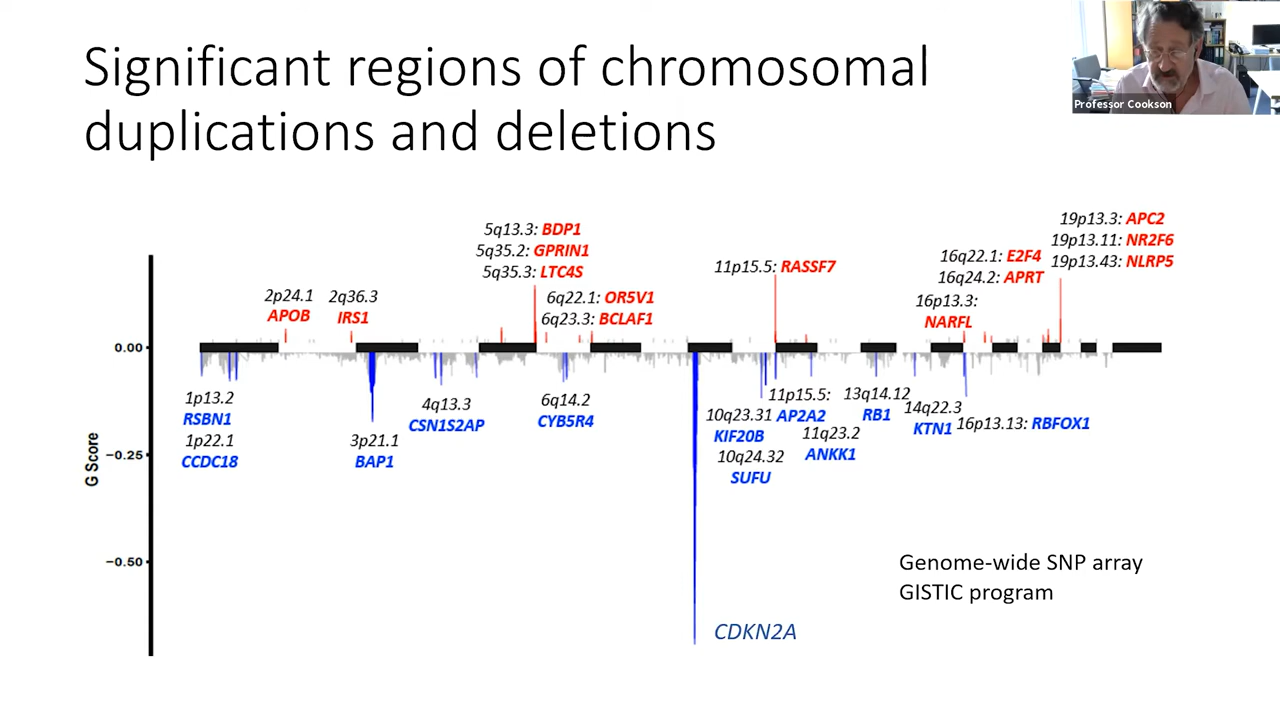 Significant regions of chromosomal
duplications and deletions
Professor Cookson
19p13.3: APC2
5q13.3: BDP1
19p13.11: NR2F6
5q35.2: GPRIN1
16q22.1: E2F4
19p13.43: NLRP5
5q35.3: LTC4S
11p15.5: RASSF7
16q24.2: APRT
2p24.1
APOB
2q36.3
IRS1
6q22.1: OR5V1
6q23.3: BCLAF1
16p13.3:
NARFL
0.00
1p13.2
RSBN1
1p22.1
CCDC18
3p21.1
BAP1
4q13.3
CSN1S2AP
6q14.2
CYB5R4
10q23.31
KIF20B
10q24.32
SUFU
11p15.5:
AP2A2
11q23.2
ANKK1
13q14.12
RB1
14q22.3
KTN1
16p13.13: RBFOX1
G Score
−0.25
−0.50
Genome-wide SNP array
GISTIC program
CDKN2A